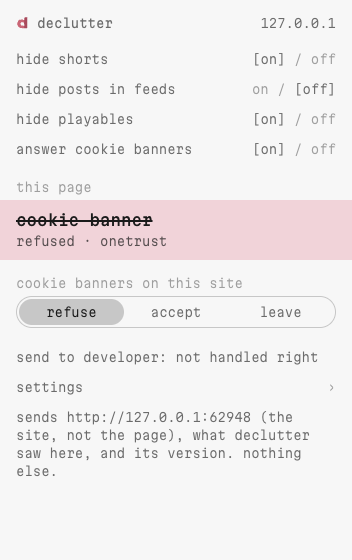 d declutter 127.0.0.1
hide shorts [on] / off
hide posts in feeds on / [off]
hide playables [on] / off
answer cookie banners [on] / off
this page
cookie banner
refused · onetrust
cookie banners on this site
refuse accept leave
send to developer: not handled right
settings ›
sends http://127.0.0.1:62948 (the
site, not the page), what declutter
saw here, and its version. nothing
else.